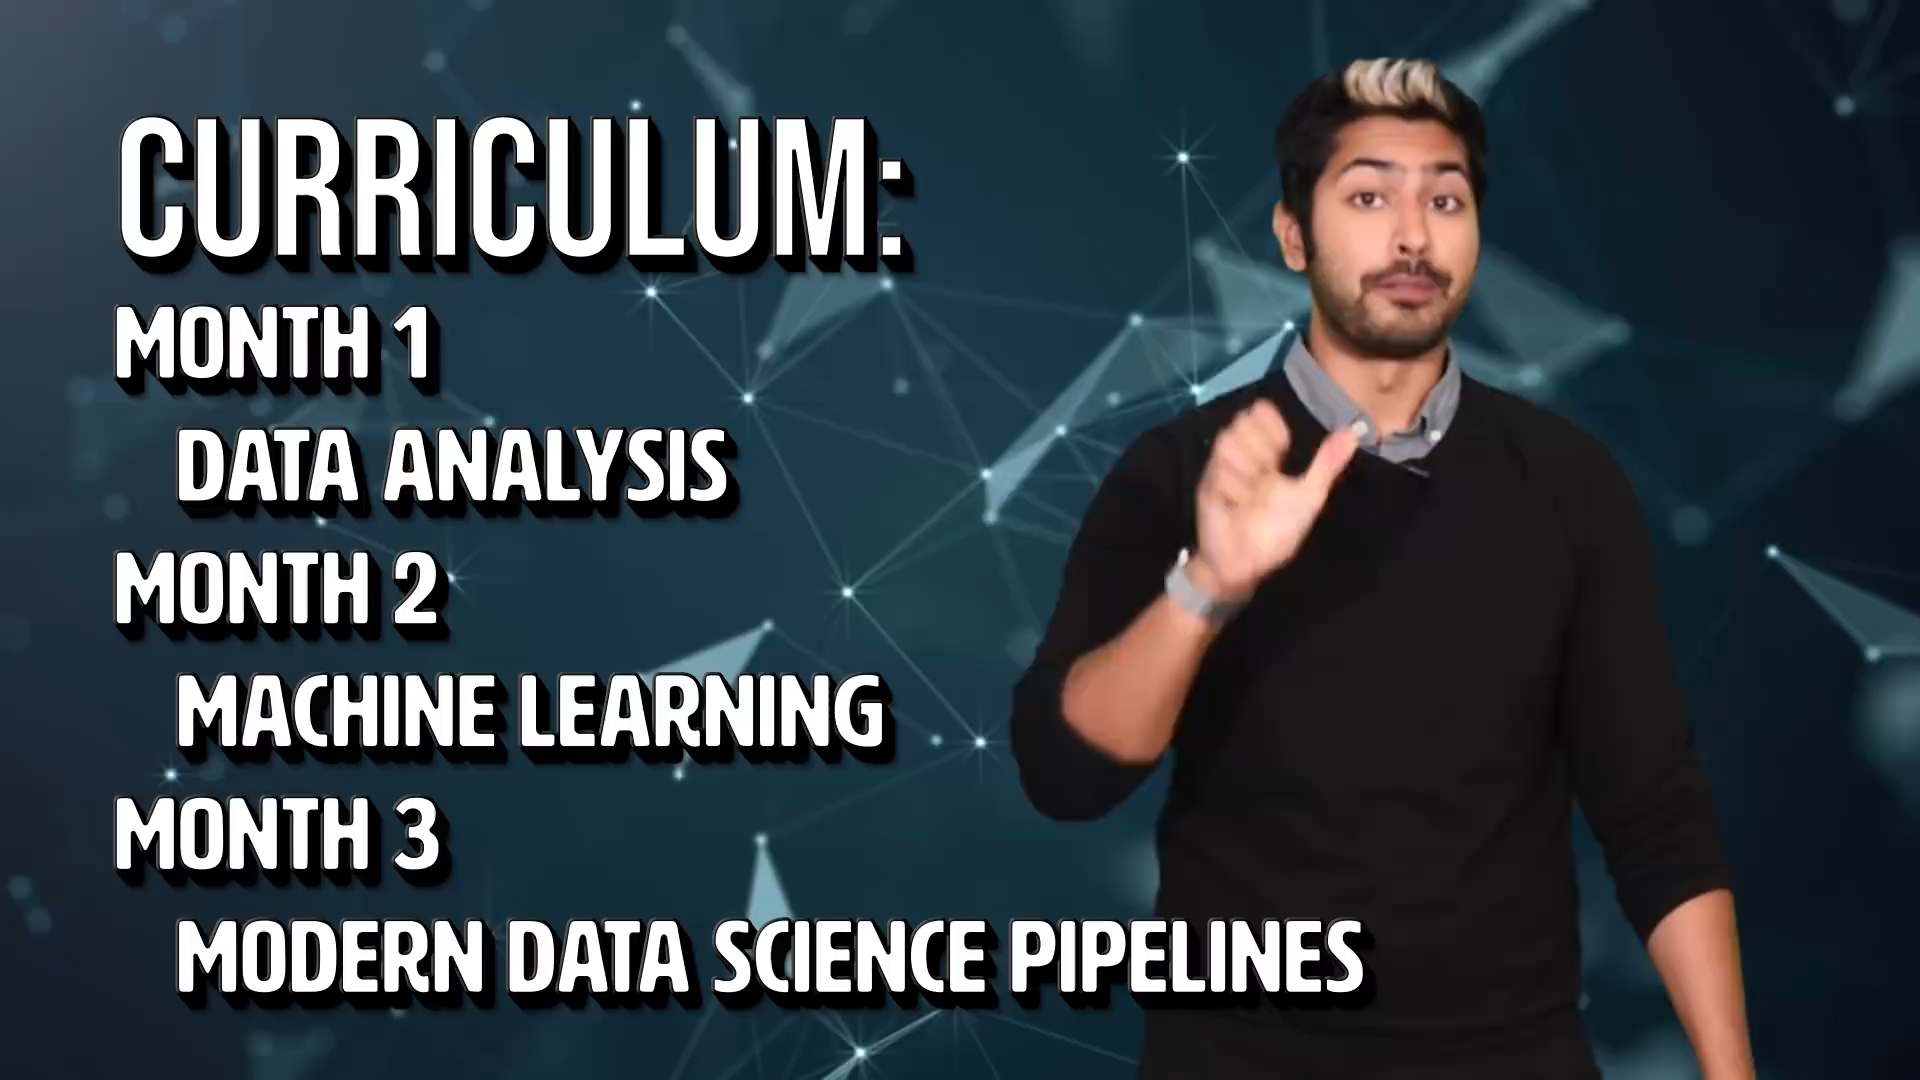 CURRICULUM:
MONTH 1
DATA ANALYSIS
MONTH 2
MACHINE LEARNING
MONTH 3
MODERN DATA SCIENCE PIPELINES